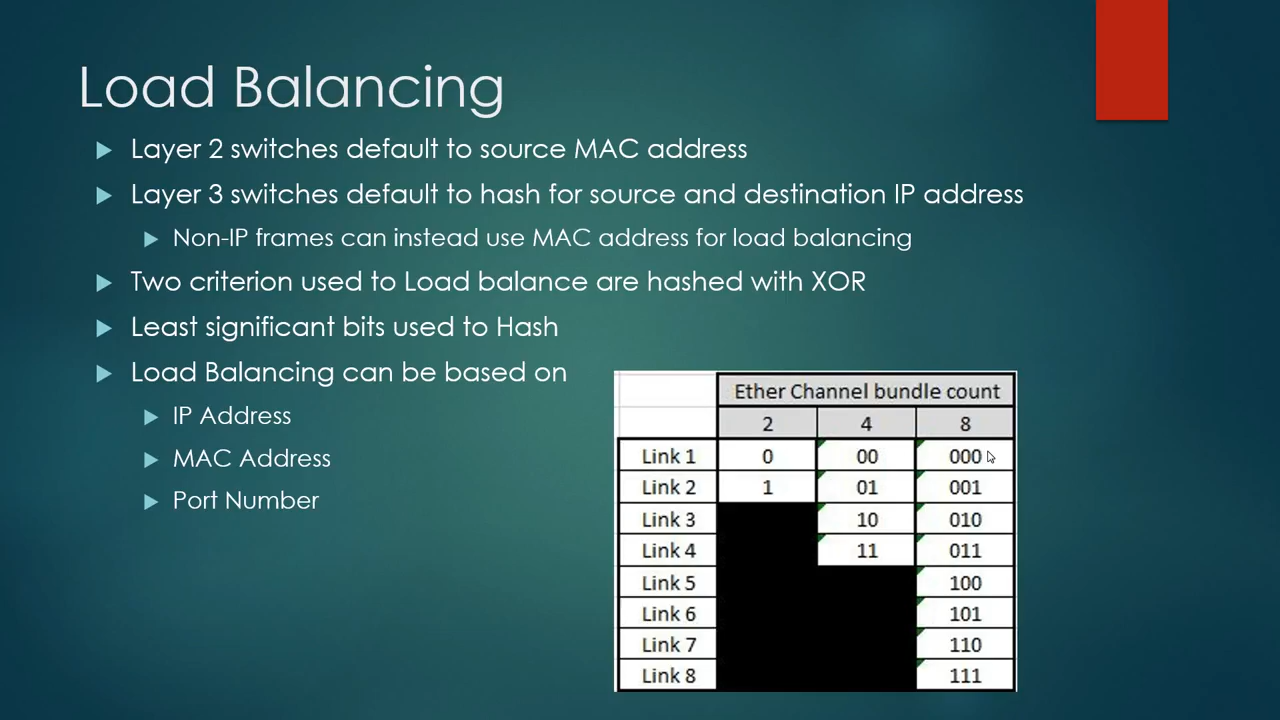 Load Balancing
Layer 2 switches default to source MAC address
Layer 3 switches default to hash for source and destination IP address
Non-IP frames can instead use MAC address for load balancing
Two criterion used to Load balance are hashed with XOR
Least significant bits used to Hash
Load Balancing can be based on
IP Address
MAC Address
Port Number
Ether Channel bundle count
2 4 8
Link 1 0 00 000
Link 2 1 01 001
Link 3 10 010
Link 4 11 011
Link 5 100
Link 6 101
Link 7 110
Link 8 111